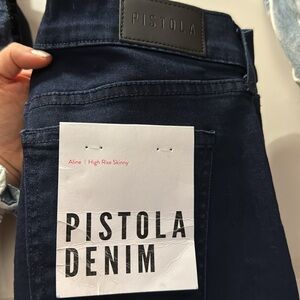 PISTOLA
Aline | High Rise Skinny
PISTOLA
DENIM